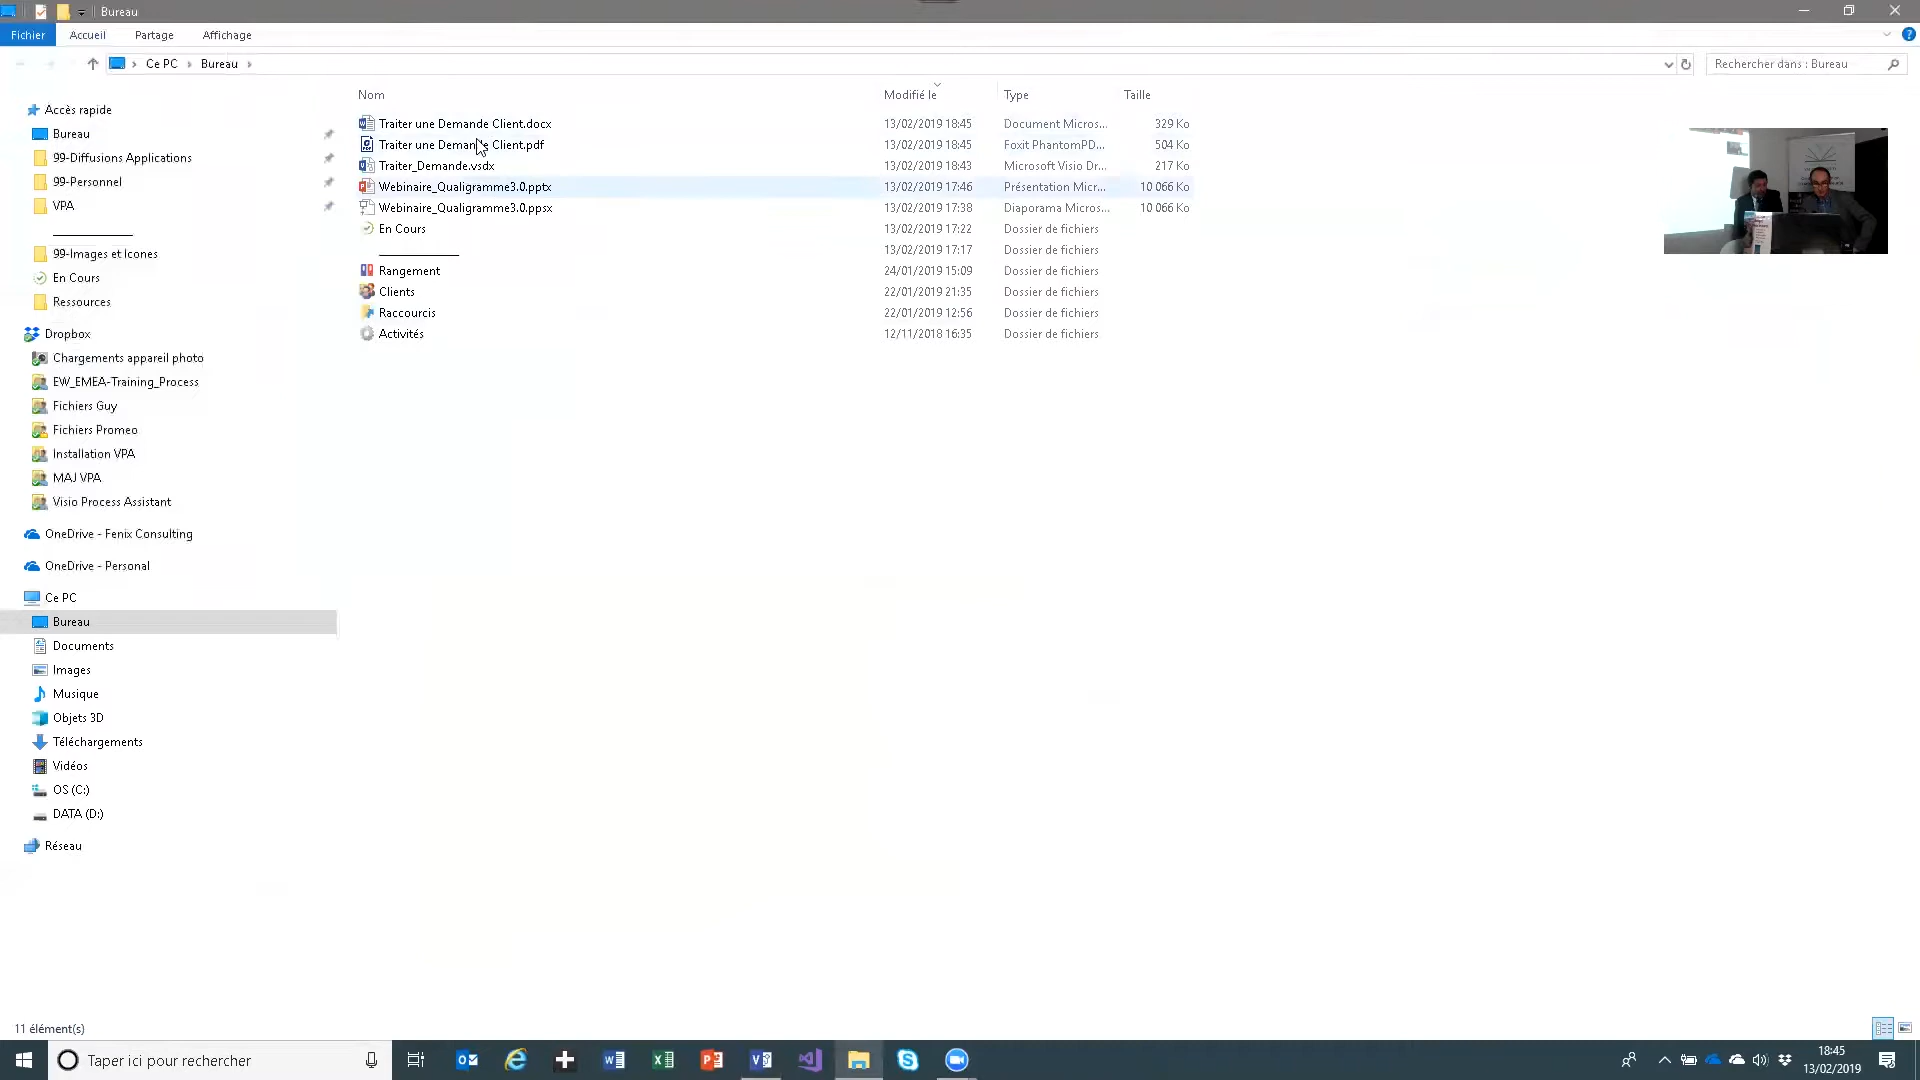 Bureau
Fichier Accueil Partage Affichage
Ce PC Bureau Rechercher dans : Bureau
Nom Modifié le Type Taille
Traiter une Demande Client.docx 13/02/2019 18:45 Document Micros... 329 Ko
Traiter une Demande Client.pdf 13/02/2019 18:45 Foxit PhantomPD... 504 Ko
Traiter_Demande.vsdx 13/02/2019 18:43 Microsoft Visio Dr... 217 Ko
Webinaire_Qualigramme3.0.pptx 13/02/2019 17:46 Présentation Micr... 10 066 Ko
Webinaire_Qualigramme3.0.ppsx 13/02/2019 17:38 Diaporama Micros... 10 066 Ko
En Cours 13/02/2019 17:22 Dossier de fichiers
13/02/2019 17:17 Dossier de fichiers
Rangement 24/01/2019 15:09 Dossier de fichiers
Clients 22/01/2019 21:35 Dossier de fichiers
Raccourcis 22/01/2019 12:56 Dossier de fichiers
Activités 12/11/2018 16:35 Dossier de fichiers
Accès rapide
Bureau
99-Diffusions Applications
99-Personnel
VPA
99-Images et Icones
En Cours
Ressources
Dropbox
Chargements appareil photo
EW_EMEA-Training_Process
Fichiers Guy
Fichiers Promeo
Installation VPA
MAJ VPA
Visio Process Assistant
OneDrive - Fenix Consulting
OneDrive - Personal
Ce PC
Bureau
Documents
Images
Musique
Objets 3D
Téléchargements
Vidéos
OS (C:)
DATA (D:)
Réseau
11 élément(s)
Taper ici pour rechercher
18:45
13/02/2019